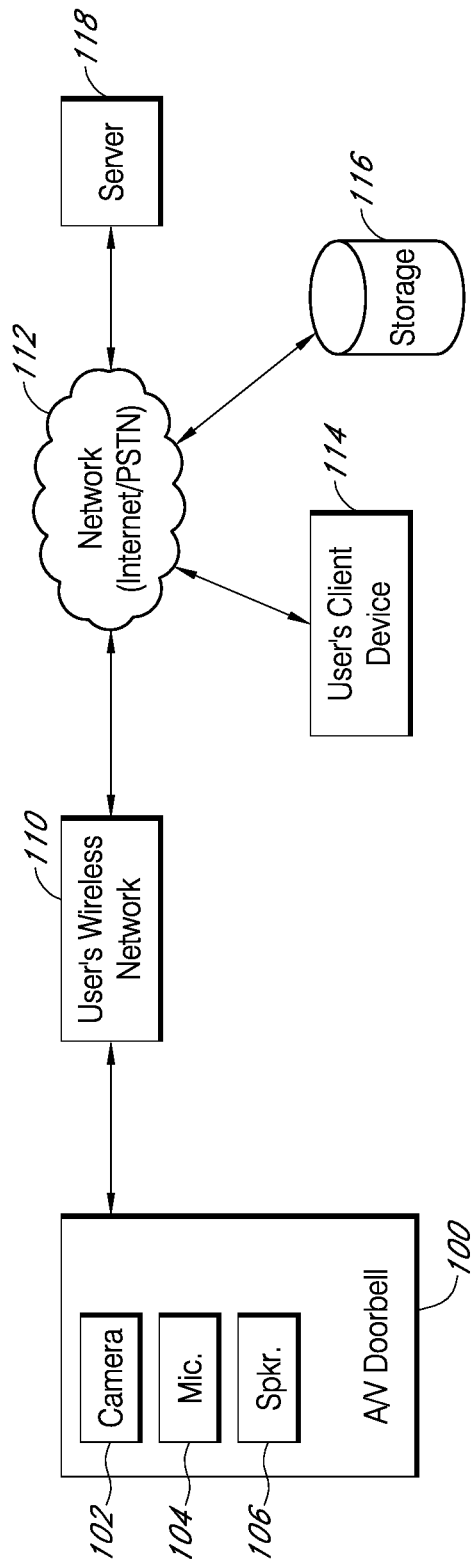 102
Camera
104
Mic.
106
Spkr.
A/V Doorbell
100
110
User's Wireless
Network
112
Network
(Internet/PSTN)
User's Client
Device
114
Storage
116
Server
118